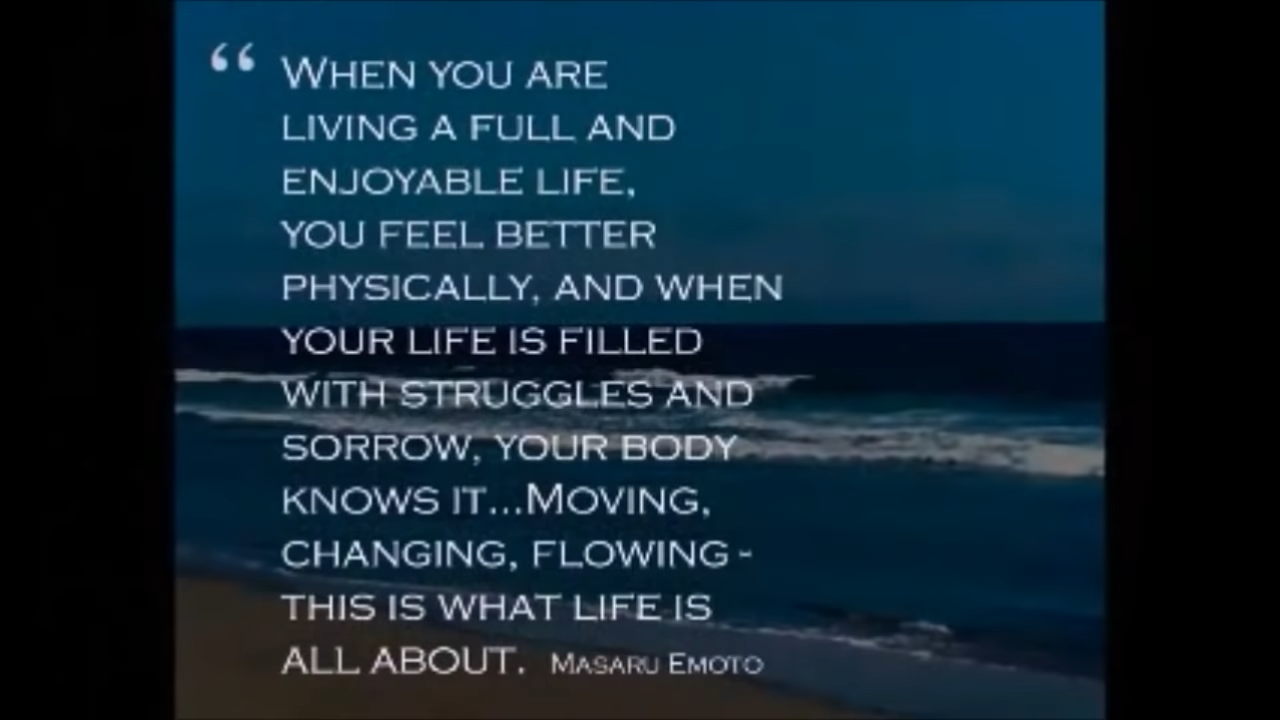 “ When you are
living a full and
enjoyable life,
you feel better
physically, and when
your life is filled
with struggles and
sorrow, your body
knows it...Moving,
changing, flowing -
this is what life is
all about. Masaru Emoto